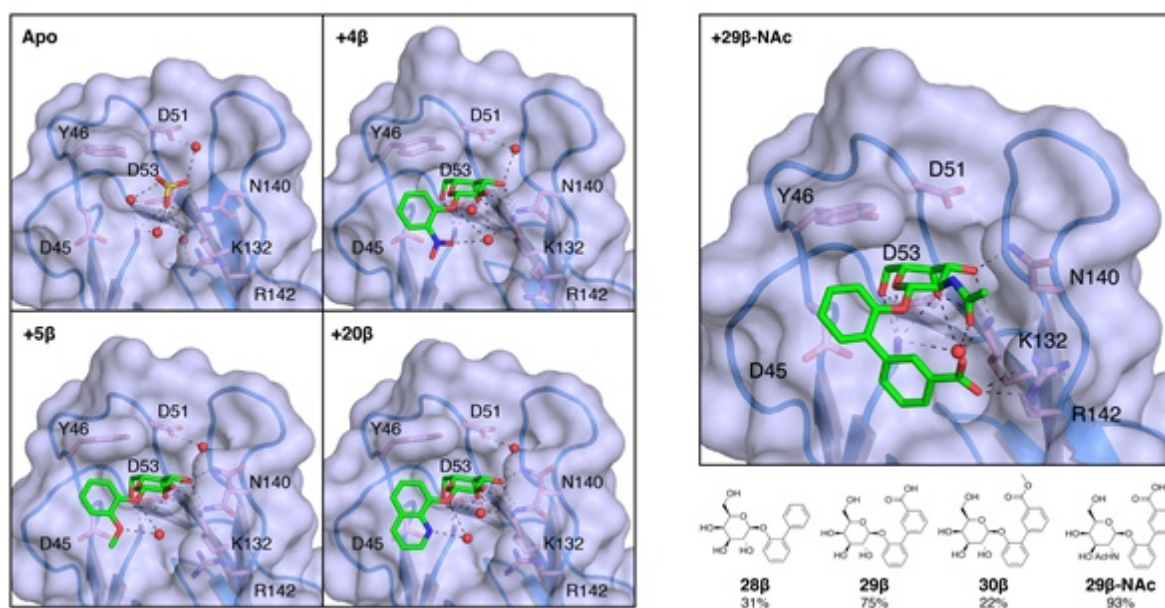 Apo
D51
Y46
D53
N140
D45
K132
R142
+4β
D51
Y46
D53
N140
D45
K132
R142
+5β
D51
Y46
D53
N140
D45
K132
R142
+20β
D51
Y46
D53
N140
D45
K132
R142
+29β-NAc
D51
Y46
D53
N140
K132
D45
R142
28β 29β 30β 29β-NAc
31% 75% 22% 93%